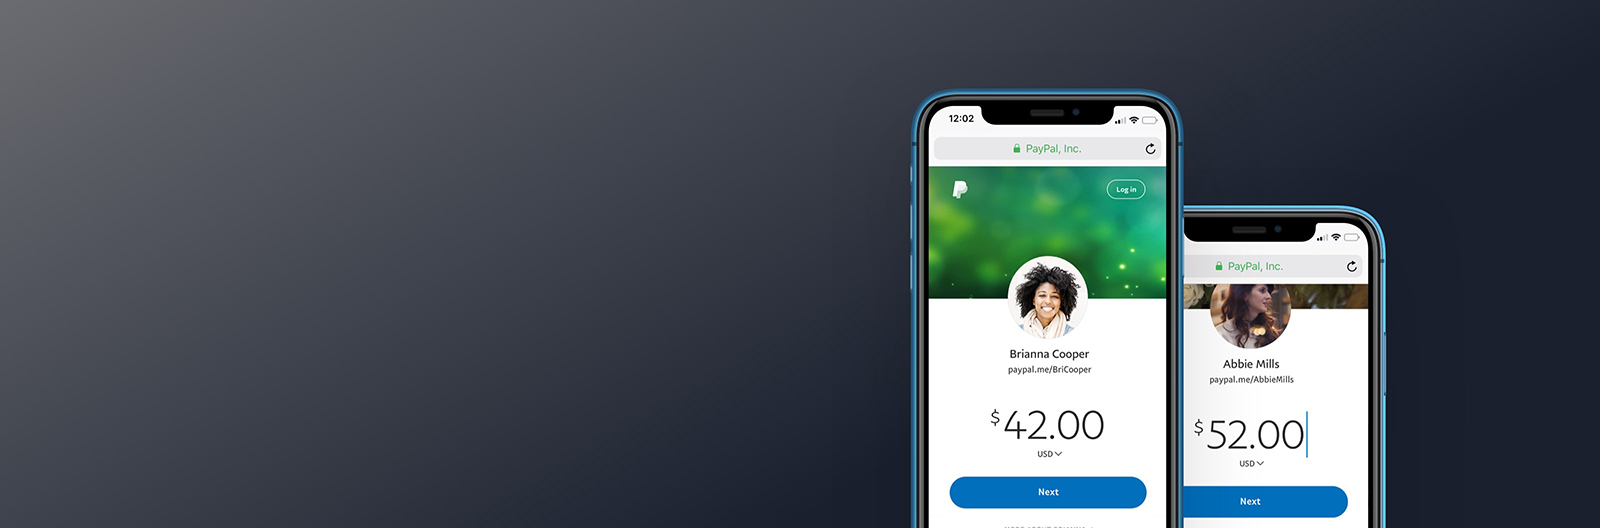 12:02
PayPal, Inc.
Log in
Brianna Cooper
paypal.me/BriCooper
$42.00
USD
Next
PayPal, Inc.
Abbie Mills
paypal.me/AbbieMills
$52.00
USD
Next